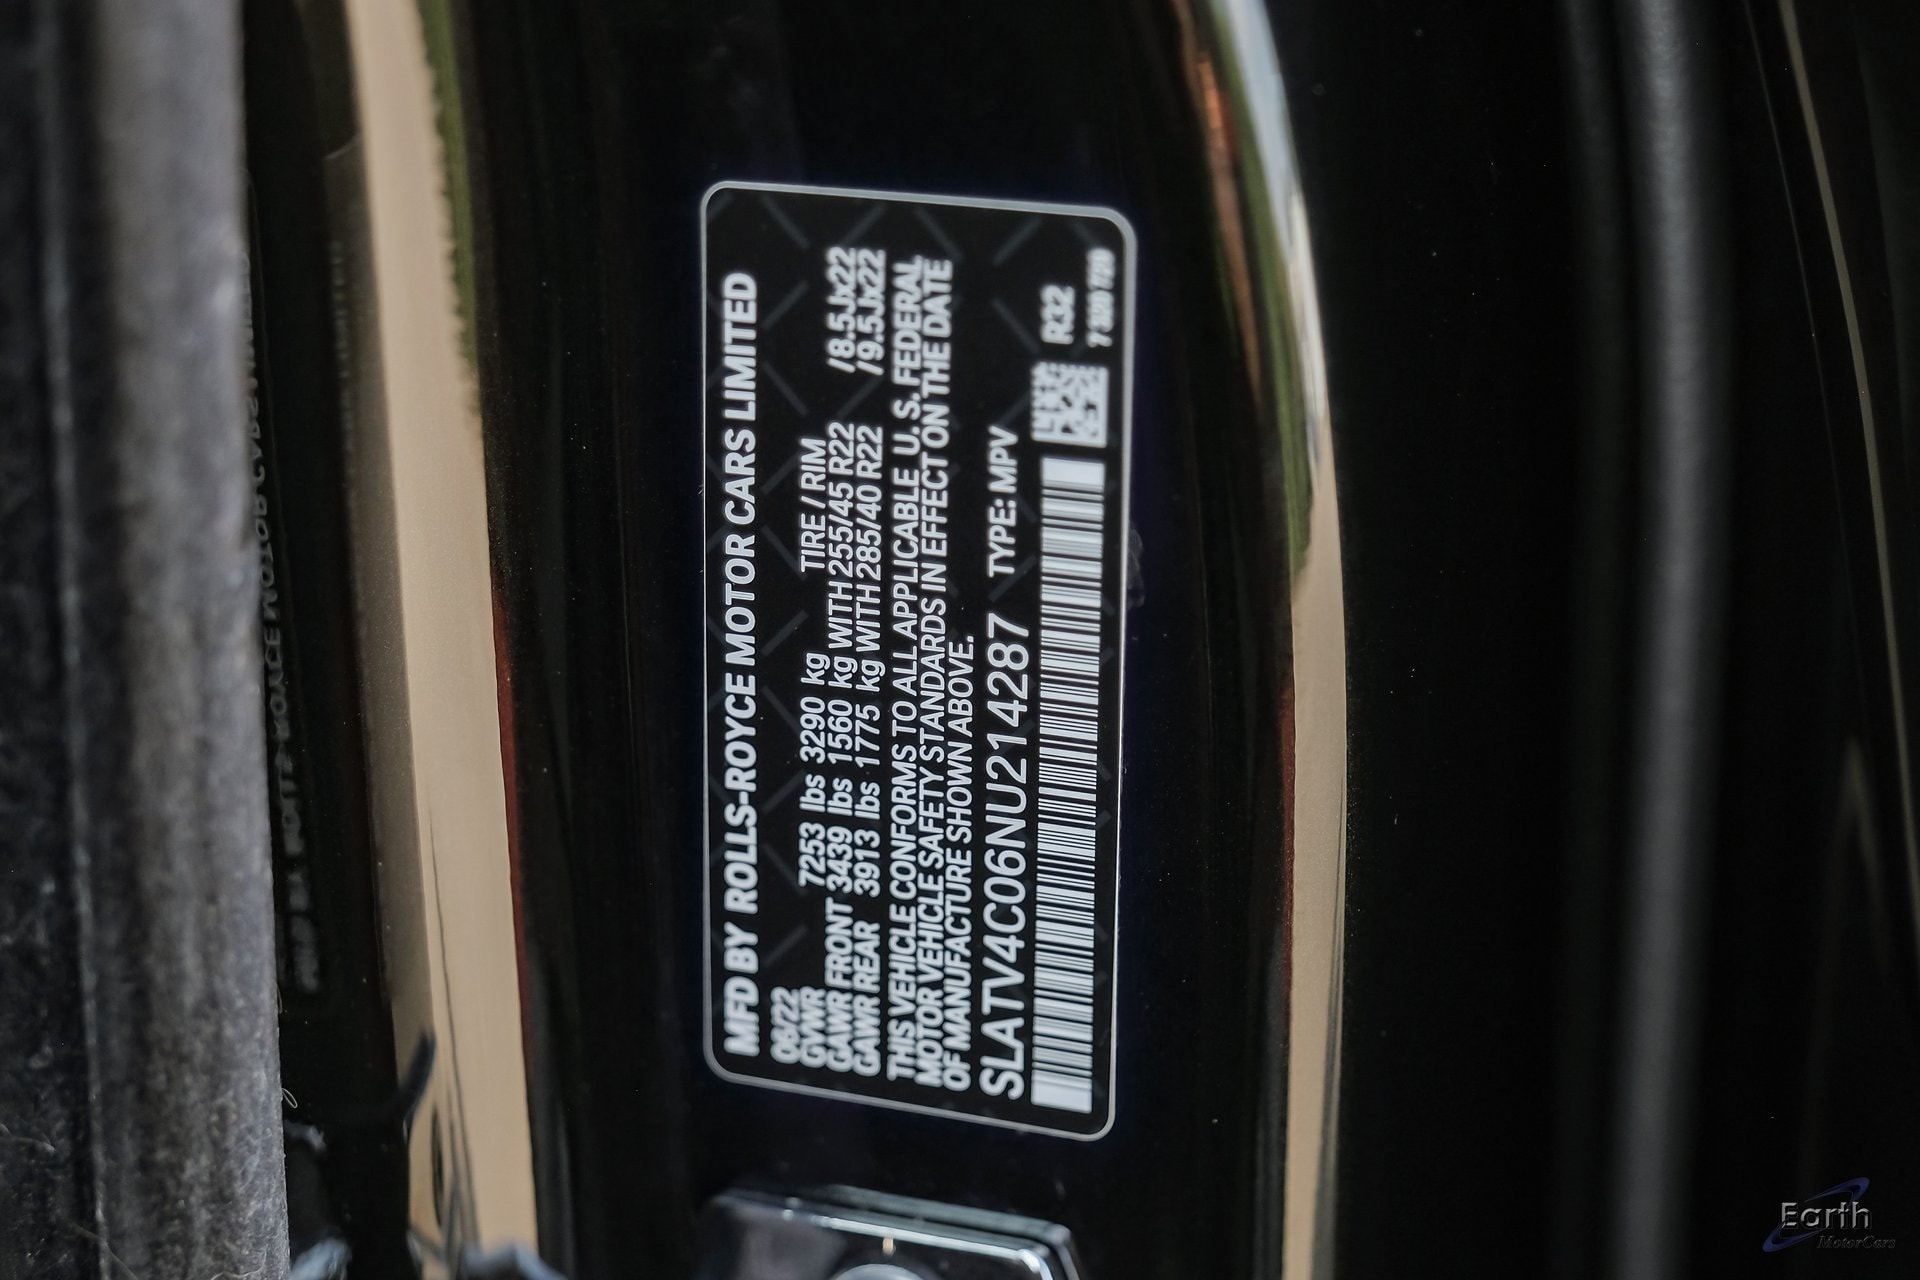 MFD BY ROLLS-ROYCE MOTOR CARS LIMITED
06/22
GVWR 7253 lbs 3290 kg TIRE / RIM
GAWR FRONT 3439 lbs 1560 kg WITH 255/45 R22 /8.5Jx22
GAWR REAR 3913 lbs 1775 kg WITH 285/40 R22 /9.5Jx22
THIS VEHICLE CONFORMS TO ALL APPLICABLE U. S. FEDERAL
MOTOR VEHICLE SAFETY STANDARDS IN EFFECT ON THE DATE
OF MANUFACTURE SHOWN ABOVE.
SLATV4C06NU214287 TYPE: MPV
R32
Earth
MotorCars